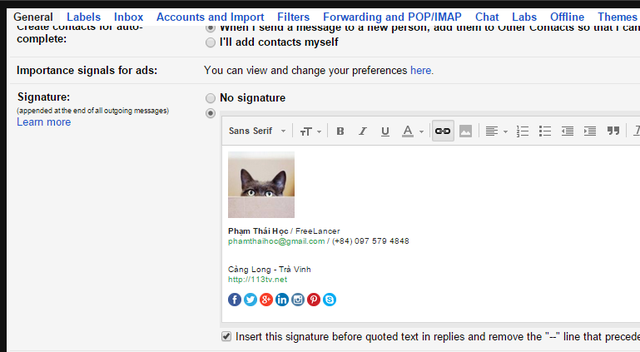 General Labels Inbox Accounts and Import Filters Forwarding and POP/IMAP Chat Labs Offline Themes
Create contacts for auto-complete:
When I send a message to a new person, add them to Other Contacts so that I can
I'll add contacts myself
Importance signals for ads:
You can view and change your preferences here.
Signature:
(appended at the end of all outgoing messages)
Learn more
No signature
Sans Serif
Phạm Thái Học / FreeLancer
phamthaihoc@gmail.com / (+84) 097 579 4848
Càng Long - Trà Vinh
http://113tv.net
Insert this signature before quoted text in replies and remove the "--" line that precede